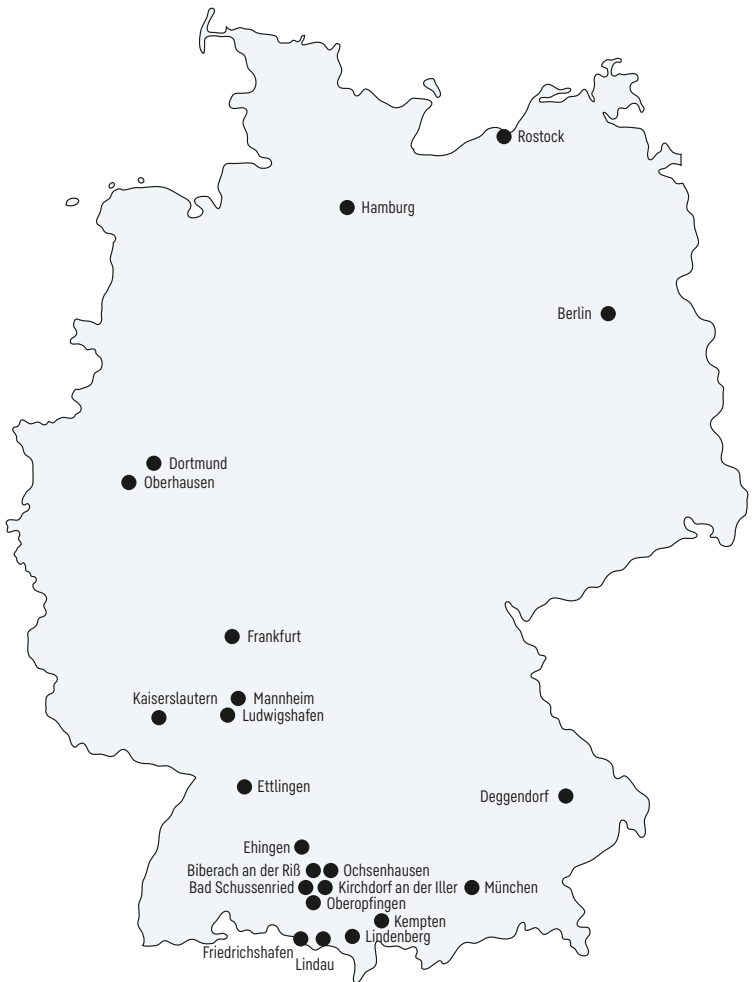 Rostock
Hamburg
Berlin
Dortmund
Oberhausen
Frankfurt
Kaiserslautern
Mannheim
Ludwigshafen
Ettlingen
Deggendorf
Ehingen
Biberach an der Riß
Ochsenhausen
Bad Schussenried
Kirchdorf an der Iller
München
Oberopfingen
Kempten
Lindenberg
Friedrichshafen
Lindau